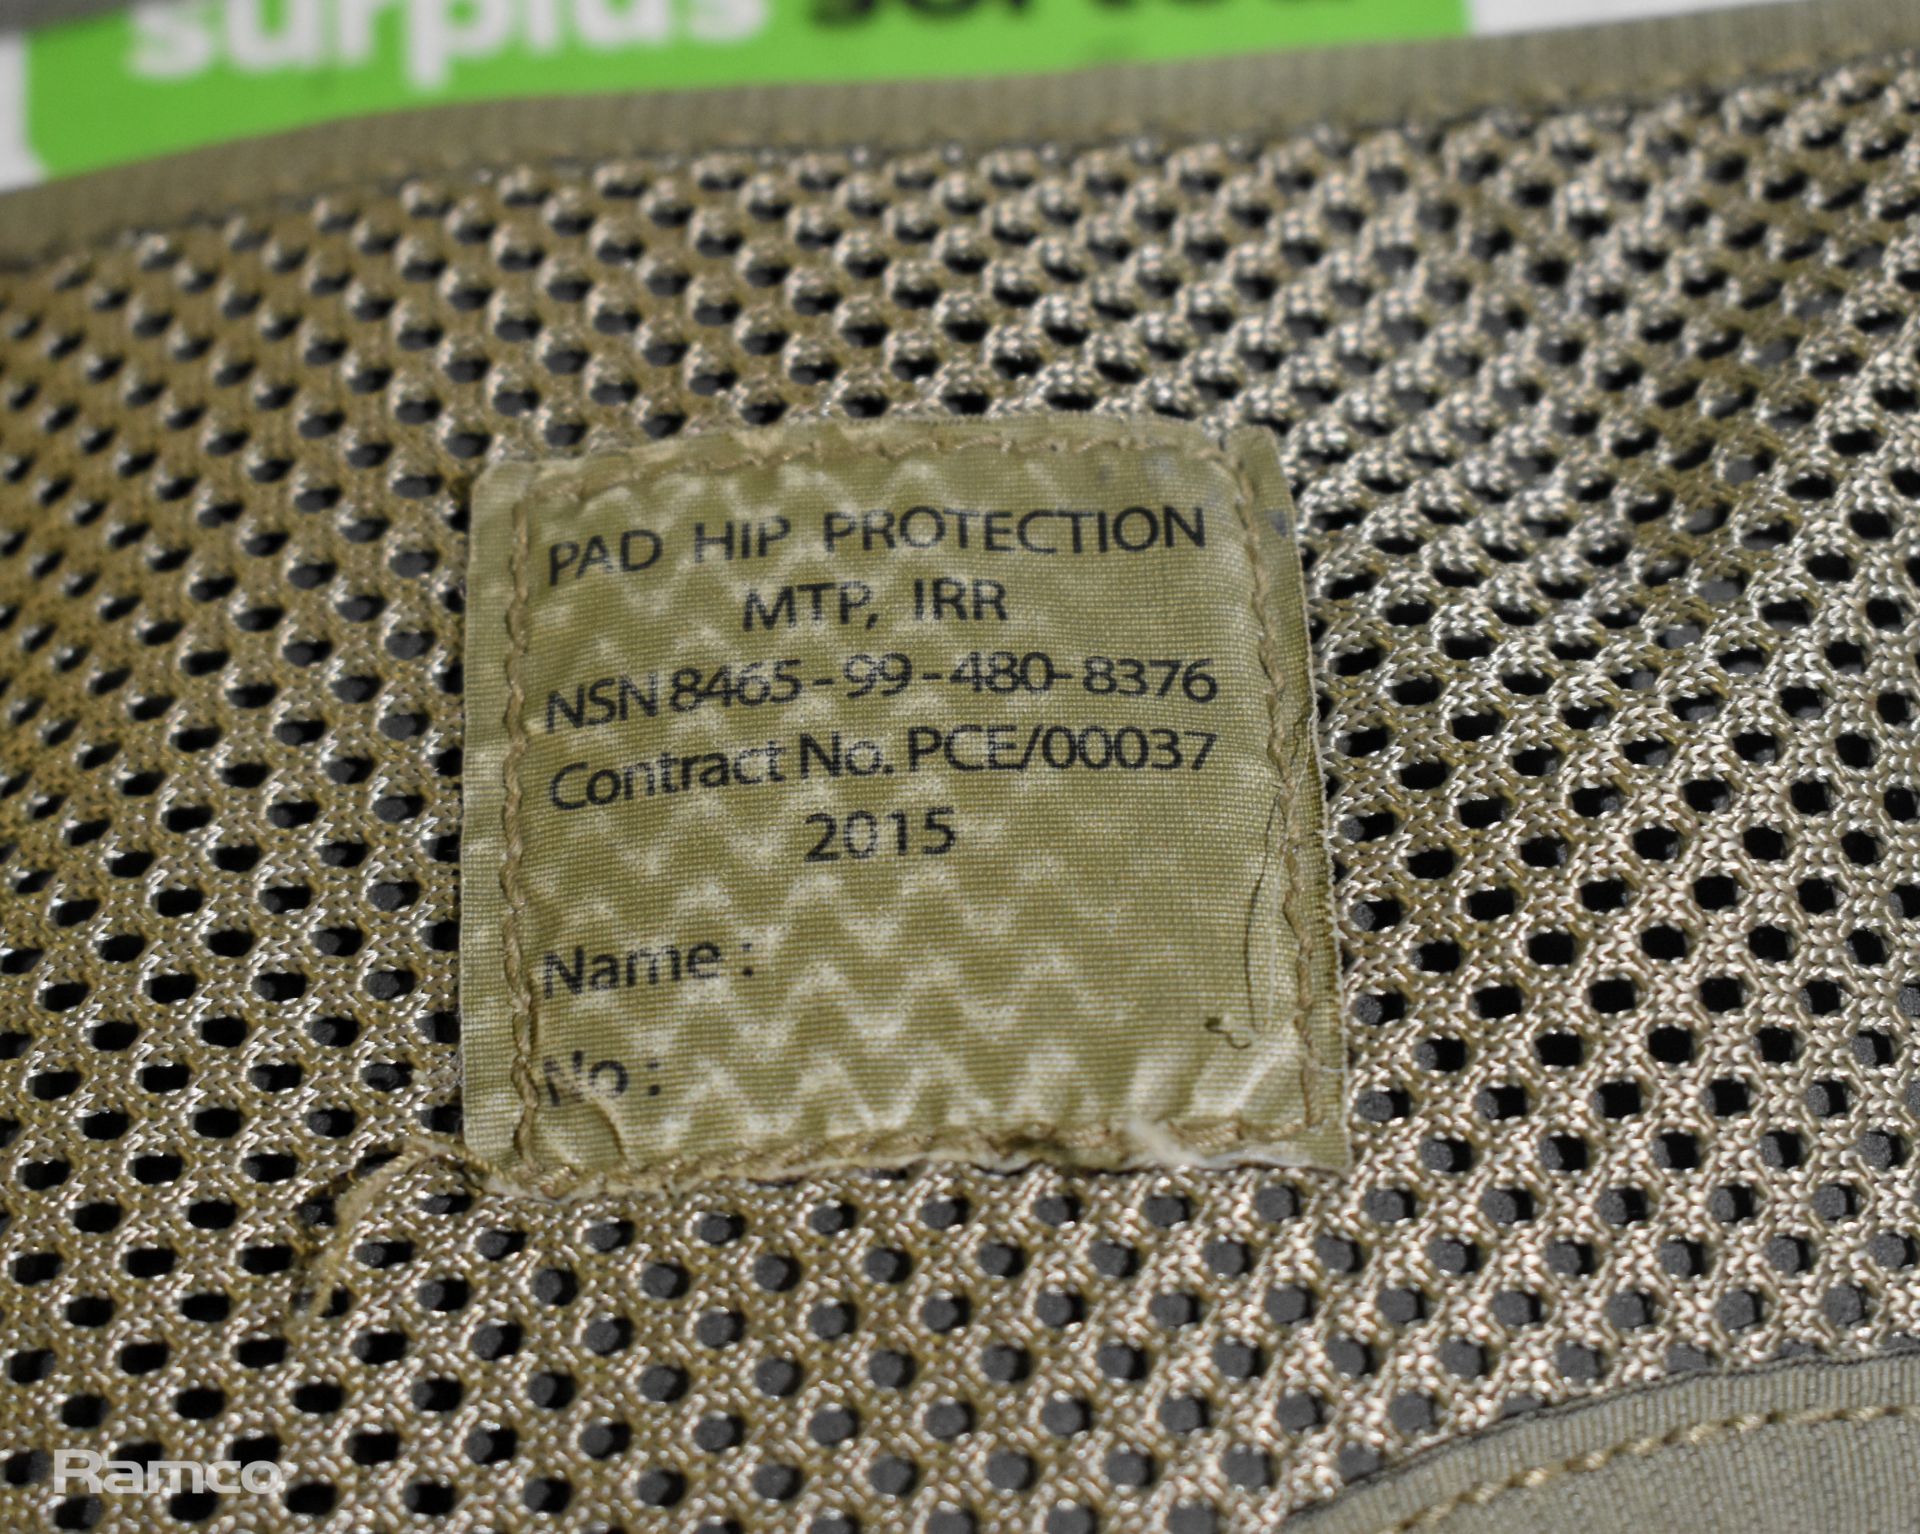 surplus sorted
PAD HIP PROTECTION
MTP, IRR
NSN 8465-99-480-8376
Contract No. PCE/00037
2015
Name :
No :
Ramco